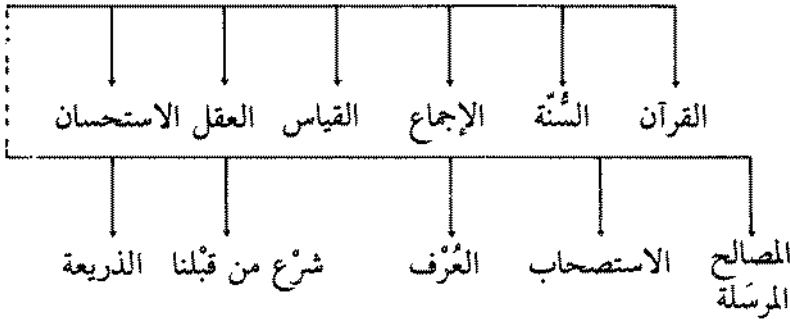 القرآن السُّنّة الإجماع القياس العقل الاستحسان
المصالح المرسَلة الاستصحاب العُرْف شرْع من قبْلنا الذريعة